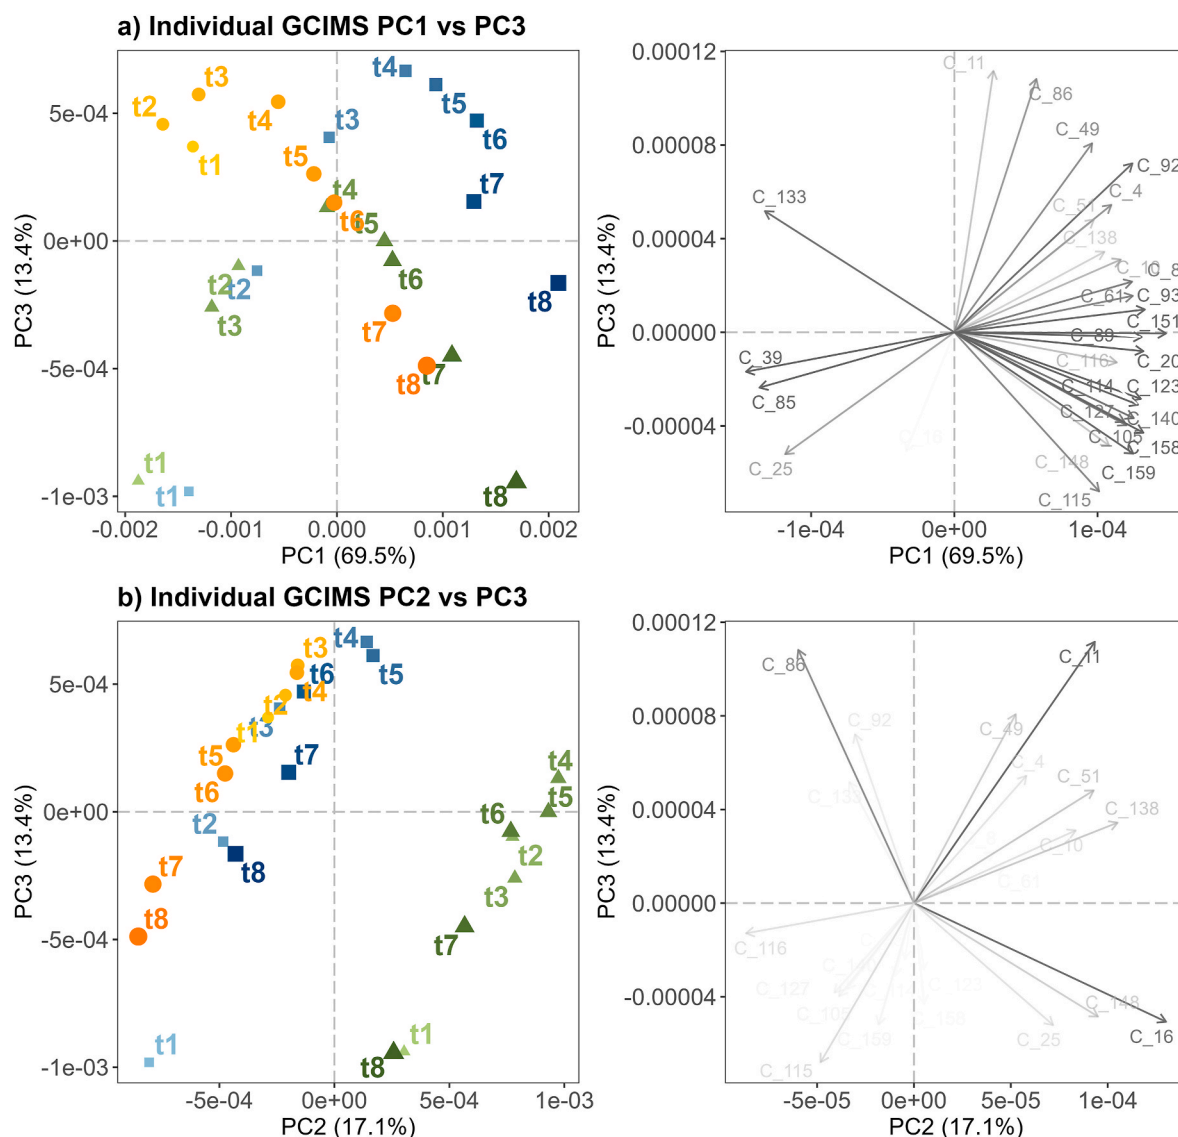 a) Individual GCIMS PC1 vs PC3
t4
t3
t5
t2
t4
t3
t6
t1
t5
t7
t4
t6
t5
t2
t2
t6
t8
t3
t7
t8
t7
t1
t1
t8
5e-04
0e+00
-5e-04
-1e-03
PC3 (13.4%)
-0.002
-0.001
0.000
0.001
0.002
PC1 (69.5%)
0.00012
0.00008
0.00004
0.00000
-0.00004
PC3 (13.4%)
C_11
C_86
C_49
C_92
C_133
C_4
C_51
C_138
C_10
C_8
C_61
C_93
C_151
C_89
C_39
C_116
C_20
C_85
C_114
C_123
C_127
C_140
C_16
C_105
C_158
C_25
C_148
C_159
C_115
-1e-04
0e+00
1e-04
PC1 (69.5%)
b) Individual GCIMS PC2 vs PC3
t4
t3
t5
t6
t2
t4
t3
t1
t5
t7
t4
t6
t5
t2
t6
t8
t2
t7
t3
t8
t7
t1
t1
t8
5e-04
0e+00
-5e-04
-1e-03
PC3 (13.4%)
-5e-04
0e+00
5e-04
1e-03
PC2 (17.1%)
0.00012
0.00008
0.00004
0.00000
-0.00004
PC3 (13.4%)
C_86
C_11
C_92
C_49
C_4
C_51
C_133
C_138
C_10
C_61
C_116
C_127
C_123
C_105
C_158
C_148
C_159
C_25
C_16
C_115
-5e-05
0e+00
5e-05
1e-04
PC2 (17.1%)